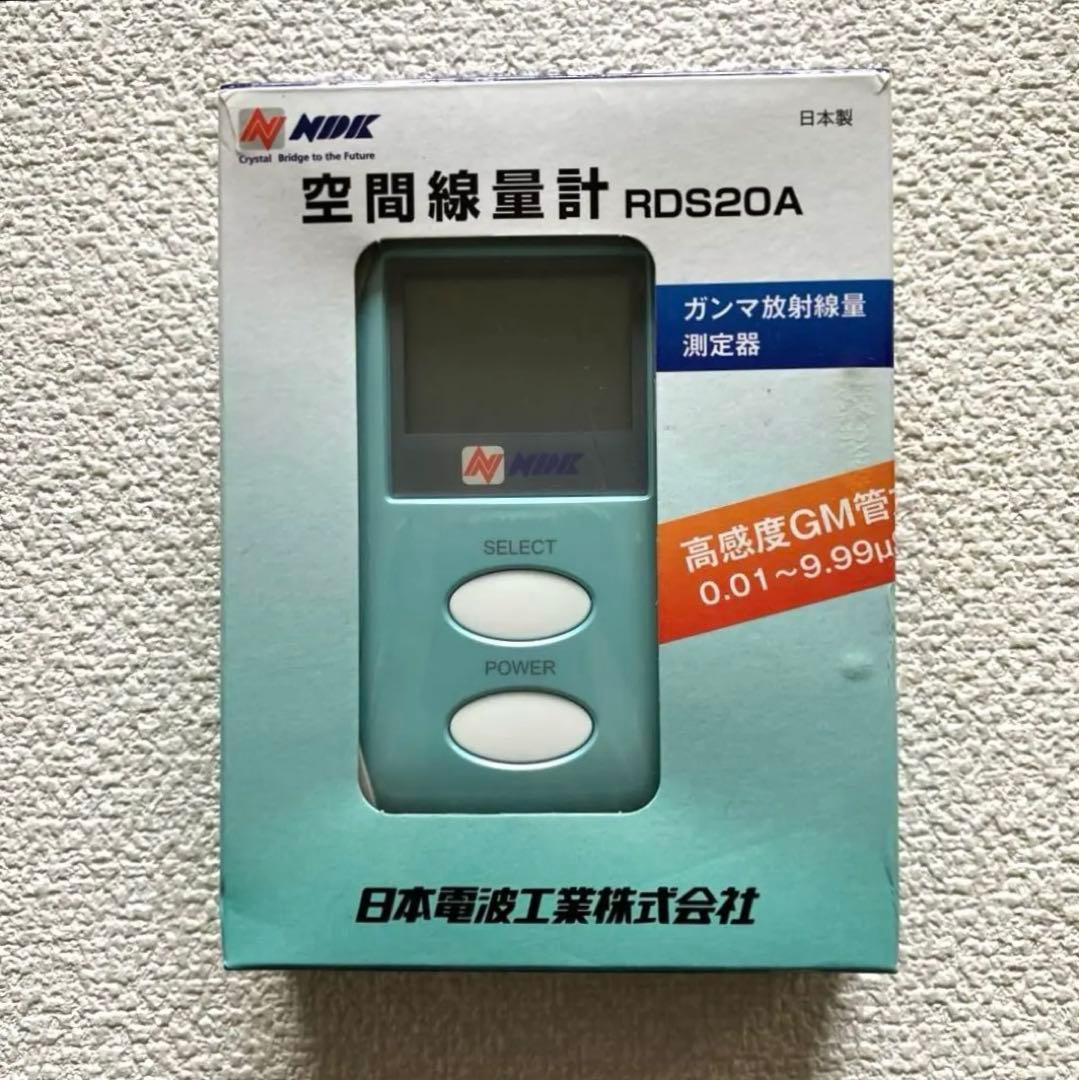 NDK
日本製
Crystal Bridge to the Future
空間線量計 RDS20A
ガンマ放射線量
測定器
NDK
高感度GM管
0.01～9.99μ
SELECT
POWER
日本電波工業株式会社